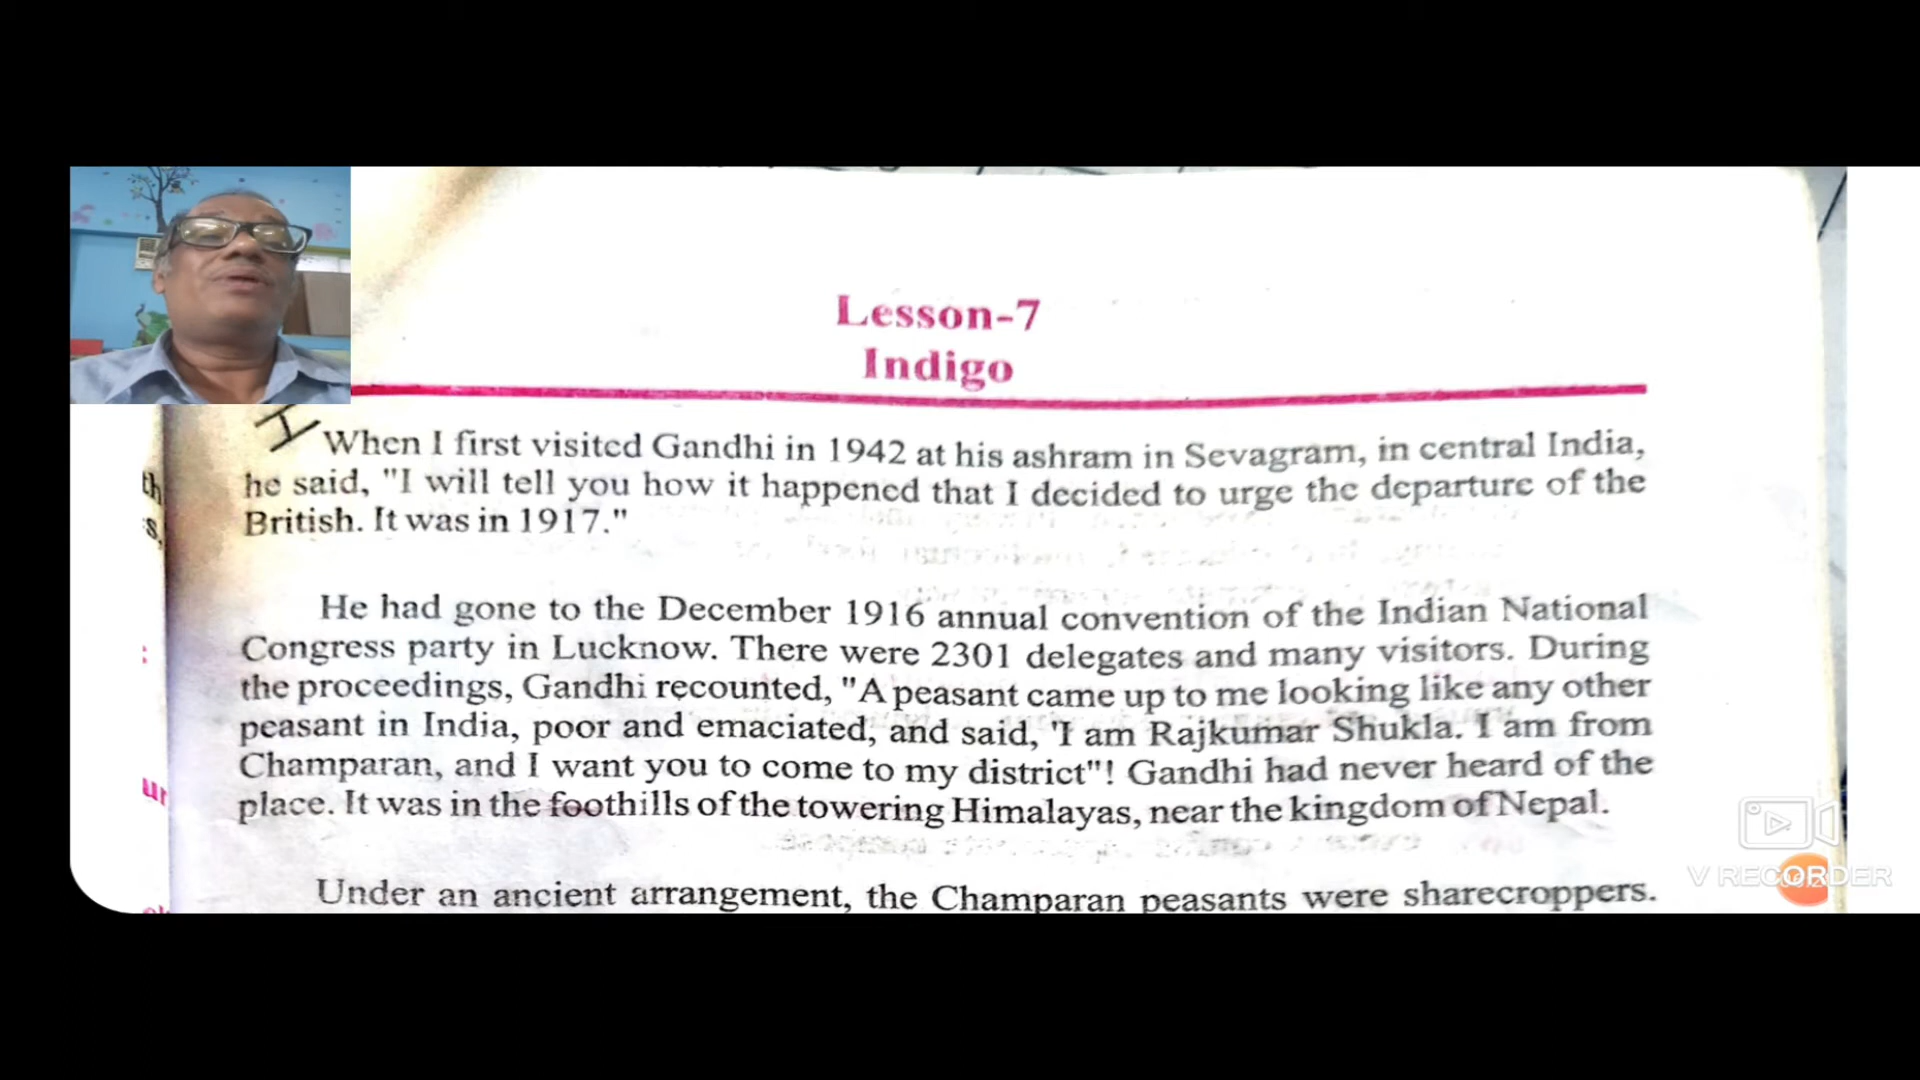 Lesson-7
Indigo
When I first visited Gandhi in 1942 at his ashram in Sevagram, in central India,
he said, "I will tell you how it happened that I decided to urge the departure of the
British. It was in 1917."
He had gone to the December 1916 annual convention of the Indian National
Congress party in Lucknow. There were 2301 delegates and many visitors. During
the proceedings, Gandhi recounted, "A peasant came up to me looking like any other
peasant in India, poor and emaciated, and said, 'I am Rajkumar Shukla. I am from
Champaran, and I want you to come to my district"! Gandhi had never heard of the
place. It was in the foothills of the towering Himalayas, near the kingdom of Nepal.
Under an ancient arrangement, the Champaran peasants were sharecroppers.
th
s,
:
ur
V RECORDER